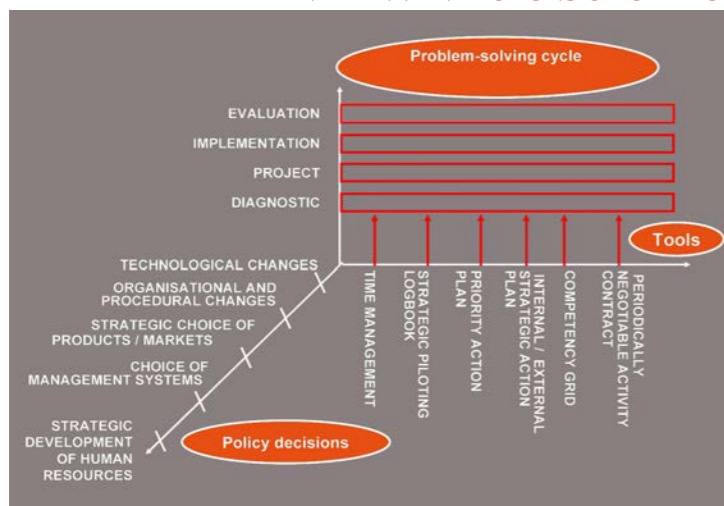 Problem-solving cycle
EVALUATION
IMPLEMENTATION
PROJECT
DIAGNOSTIC
Tools
TECHNOLOGICAL CHANGES
ORGANISATIONAL AND
PROCEDURAL CHANGES
STRATEGIC CHOICE OF
PRODUCTS / MARKETS
CHOICE OF
MANAGEMENT SYSTEMS
STRATEGIC
DEVELOPMENT
OF HUMAN
RESOURCES
Policy decisions
TIME MANAGEMENT
STRATEGIC PILOTING
LOGBOOK
PRIORITY ACTION
PLAN
INTERNAL / EXTERNAL
STRATEGIC ACTION
PLAN
COMPETENCY GRID
PERIODICALLY
NEGOTIABLE ACTIVITY
CONTRACT